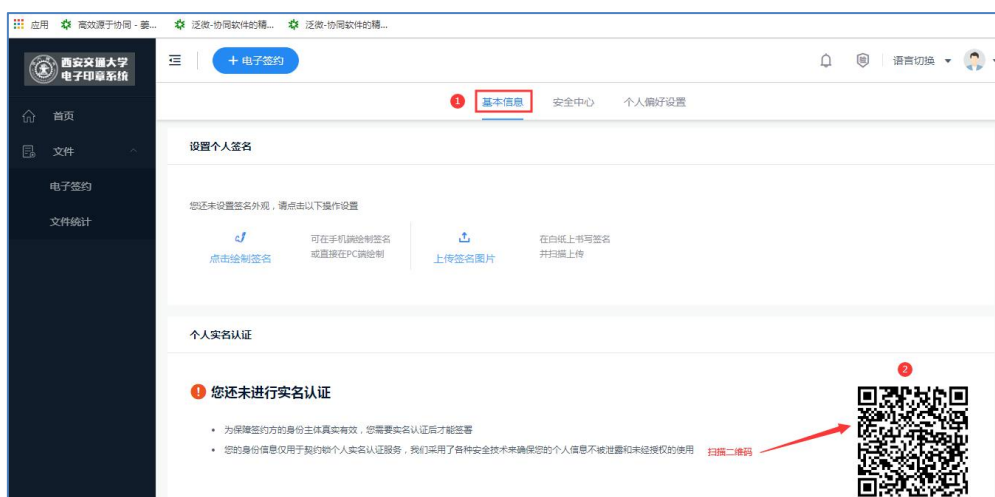 应用 高效源于协同 - 姜... 泛微-协同软件的精... 泛微-协同软件的精...
西安交通大学
电子印章系统
+ 电子签约
语言切换
1 基本信息 安全中心 个人偏好设置
首页
文件
电子签约
文件统计
设置个人签名
您还未设置签名外观，请点击以下操作设置
点击绘制签名
可在手机端绘制签名
或直接在PC端绘制
上传签名图片
在白纸上书写签名
并扫描上传
个人实名认证
2
您还未进行实名认证
为保障签约方的身份主体真实有效，您需要实名认证后才能签署
您的身份信息仅用于契约锁个人实名认证服务，我们采用了各种安全技术来确保您的个人信息不被泄露和未经授权的使用
扫描二维码